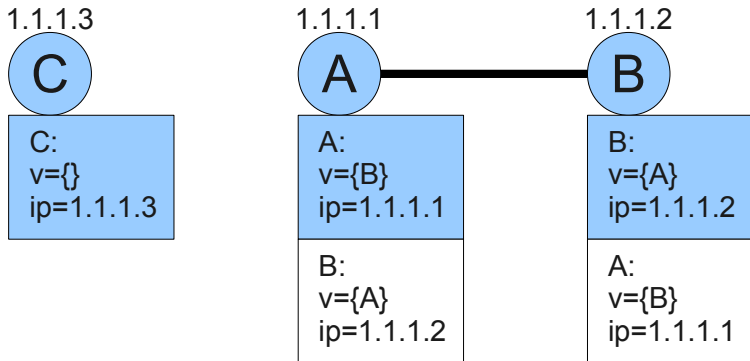 1.1.1.3
C
C:
v={}
ip=1.1.1.3
1.1.1.1
A
A:
v={B}
ip=1.1.1.1
B:
v={A}
ip=1.1.1.2
1.1.1.2
B
B:
v={A}
ip=1.1.1.2
A:
v={B}
ip=1.1.1.1